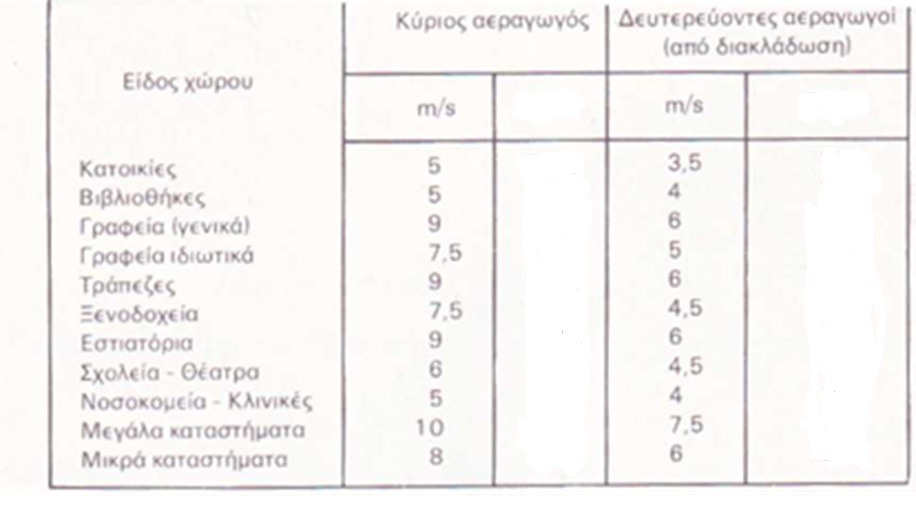 Είδος χώρου Κύριος αεραγωγός Δευτερεύοντες αεραγωγοί
(από διακλάδωση)
m/s m/s
Κατοικίες 5 3,5
Βιβλιοθήκες 5 4
Γραφεία (γενικά) 9 6
Γραφεία ιδιωτικά 7,5 5
Τράπεζες 9 6
Ξενοδοχεία 7,5 4,5
Εστιατόρια 9 6
Σχολεία - Θέατρα 6 4,5
Νοσοκομεία - Κλινικές 5 4
Μεγάλα καταστήματα 10 7,5
Μικρά καταστήματα 8 6